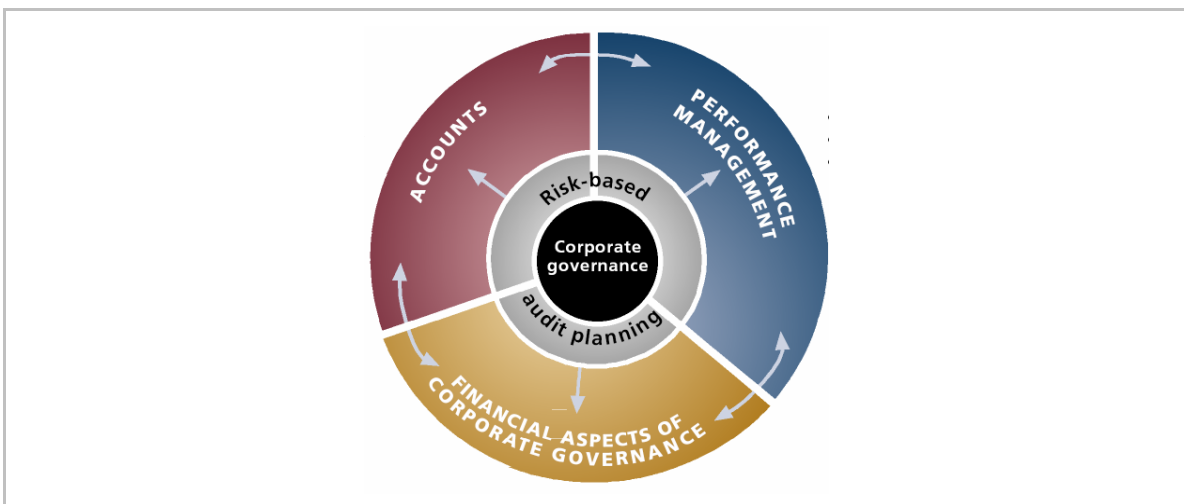 ACCOUNTS
PERFORMANCE
MANAGEMENT
Risk-based
Corporate
governance
audit planning
FINANCIAL ASPECTS OF
CORPORATE GOVERNANCE